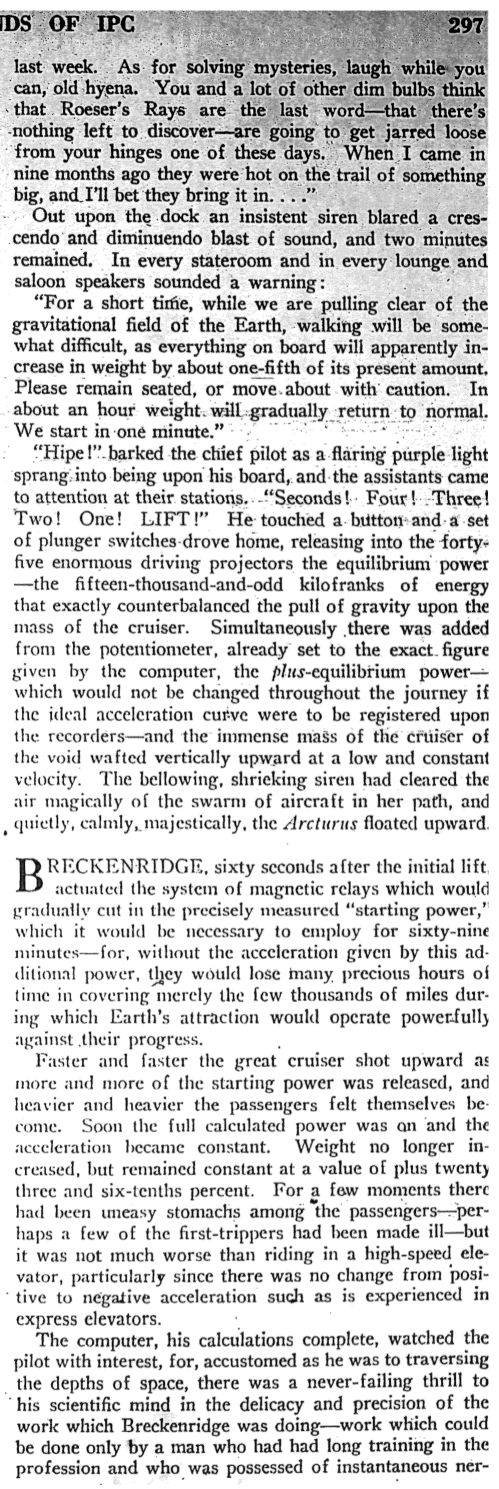 NDS OF IPC 297
last week. As for solving mysteries, laugh while you
can, old hyena. You and a lot of other dim bulbs think
that Roeser's Rays are the last word—that there's
nothing left to discover—are going to get jarred loose
from your hinges one of these days. When I came in
nine months ago they were hot on the trail of something
big, and I'll bet they bring it in. . . ."
Out upon the dock an insistent siren blared a cres-
cendo and diminuendo blast of sound, and two minutes
remained. In every stateroom and in every lounge and
saloon speakers sounded a warning:
"For a short time, while we are pulling clear of the
gravitational field of the Earth, walking will be some-
what difficult, as everything on board will apparently in-
crease in weight by about one-fifth of its present amount.
Please remain seated, or move about with caution. In
about an hour weight will gradually return to normal.
We start in one minute."
"Hipe!" barked the chief pilot as a flaring purple light
sprang into being upon his board, and the assistants came
to attention at their stations. "Seconds! Four! Three!
Two! One! LIFT!" He touched a button and a set
of plunger switches drove home, releasing into the forty-
five enormous driving projectors the equilibrium power
—the fifteen-thousand-and-odd kilofranks of energy
that exactly counterbalanced the pull of gravity upon the
mass of the cruiser. Simultaneously there was added
from the potentiometer, already set to the exact figure
given by the computer, the plus-equilibrium power—
which would not be changed throughout the journey if
the ideal acceleration curve were to be registered upon
the recorders—and the immense mass of the cruiser of
the void wafted vertically upward at a low and constant
velocity. The bellowing, shrieking siren had cleared the
air magically of the swarm of aircraft in her path, and
quietly, calmly, majestically, the Arcturus floated upward.
BRECKENRIDGE, sixty seconds after the initial lift,
actuated the system of magnetic relays which would
gradually cut in the precisely measured "starting power,"
which it would be necessary to employ for sixty-nine
minutes—for, without the acceleration given by this ad-
ditional power, they would lose many precious hours of
time in covering merely the few thousands of miles dur-
ing which Earth's attraction would operate powerfully
against their progress.
Faster and faster the great cruiser shot upward as
more and more of the starting power was released, and
heavier and heavier the passengers felt themselves be-
come. Soon the full calculated power was on and the
acceleration became constant. Weight no longer in-
creased, but remained constant at a value of plus twenty
three and six-tenths percent. For a few moments there
had been uneasy stomachs among the passengers—per-
haps a few of the first-trippers had been made ill—but
it was not much worse than riding in a high-speed ele-
vator, particularly since there was no change from posi-
tive to negative acceleration such as is experienced in
express elevators.
The computer, his calculations complete, watched the
pilot with interest, for, accustomed as he was to traversing
the depths of space, there was a never-failing thrill to
his scientific mind in the delicacy and precision of the
work which Breckenridge was doing—work which could
be done only by a man who had had long training in the
profession and who was possessed of instantaneous ner-